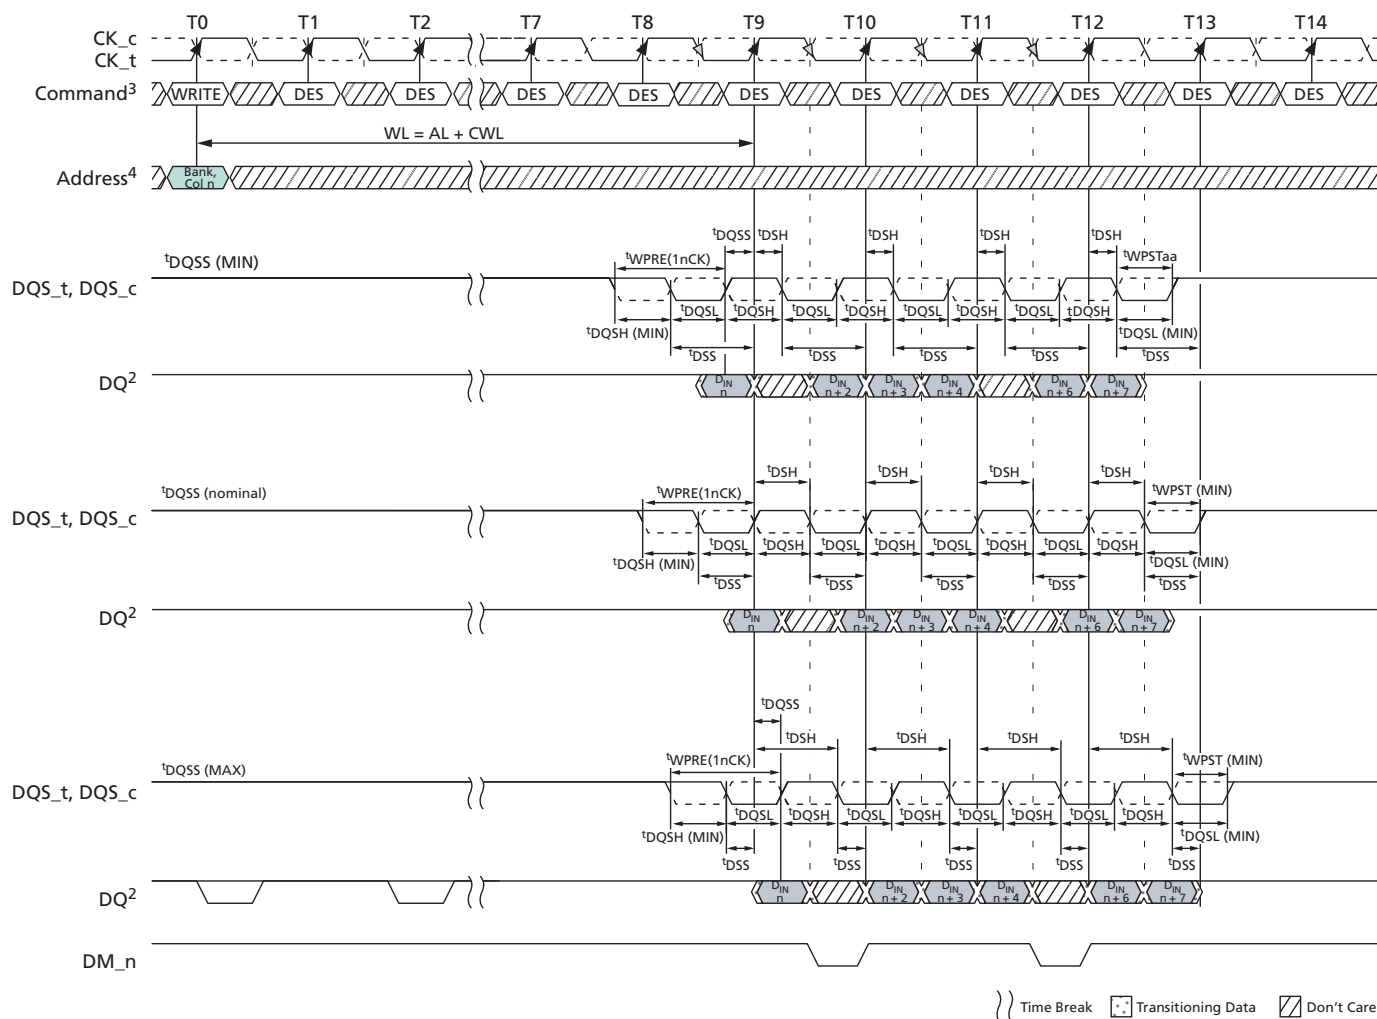 T0 T1 T2 T7 T8 T9 T10 T11 T12 T13 T14
CK_c
CK_t
Command³ WRITE DES DES DES DES DES DES DES DES DES DES
WL = AL + CWL
Address⁴ Bank, Col n
ᵗDQSS ᵗDSH ᵗDSH ᵗDSH ᵗDSH
ᵗDQSS (MIN) ᵗWPRE(1nCK) ᵗWPSTaa
DQS_t, DQS_c
ᵗDQSL ᵗDQSH ᵗDQSL ᵗDQSH ᵗDQSL ᵗDQSH ᵗDQSL tDQSH
ᵗDQSH (MIN) ᵗDQSL (MIN)
ᵗDSS ᵗDSS ᵗDSS ᵗDSS ᵗDSS
DQ² DIN n DIN n + 2 DIN n + 3 DIN n + 4 DIN n + 6 DIN n + 7
ᵗDSH ᵗDSH ᵗDSH ᵗDSH
ᵗDQSS (nominal) ᵗWPRE(1nCK) ᵗWPST (MIN)
DQS_t, DQS_c
ᵗDQSL ᵗDQSH ᵗDQSL ᵗDQSH ᵗDQSL ᵗDQSH ᵗDQSL ᵗDQSH
ᵗDQSH (MIN) ᵗDQSL (MIN)
ᵗDSS ᵗDSS ᵗDSS ᵗDSS ᵗDSS
DQ² DIN n DIN n + 2 DIN n + 3 DIN n + 4 DIN n + 6 DIN n + 7
ᵗDQSS
ᵗDSH ᵗDSH ᵗDSH ᵗDSH
ᵗDQSS (MAX) ᵗWPRE(1nCK) ᵗWPST (MIN)
DQS_t, DQS_c
ᵗDQSL ᵗDQSH ᵗDQSL ᵗDQSH ᵗDQSL ᵗDQSH ᵗDQSL ᵗDQSH
ᵗDQSH (MIN) ᵗDQSL (MIN)
ᵗDSS ᵗDSS ᵗDSS ᵗDSS ᵗDSS
DQ² DIN n DIN n + 2 DIN n + 3 DIN n + 4 DIN n + 6 DIN n + 7
DM_n
Time Break Transitioning Data Don't Care